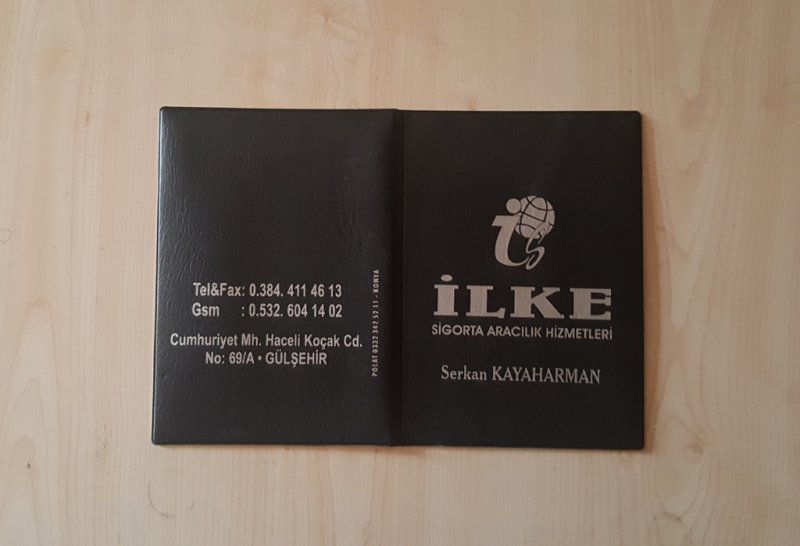 Tel&Fax: 0.384. 411 46 13
Gsm : 0.532. 604 14 02
Cumhuriyet Mh. Haceli Koçak Cd.
No: 69/A • GÜLŞEHİR
POLAT 0332 342 52 31 - KONYA
is
İLKE
SİGORTA ARACILIK HİZMETLERİ
Serkan KAYAHARMAN